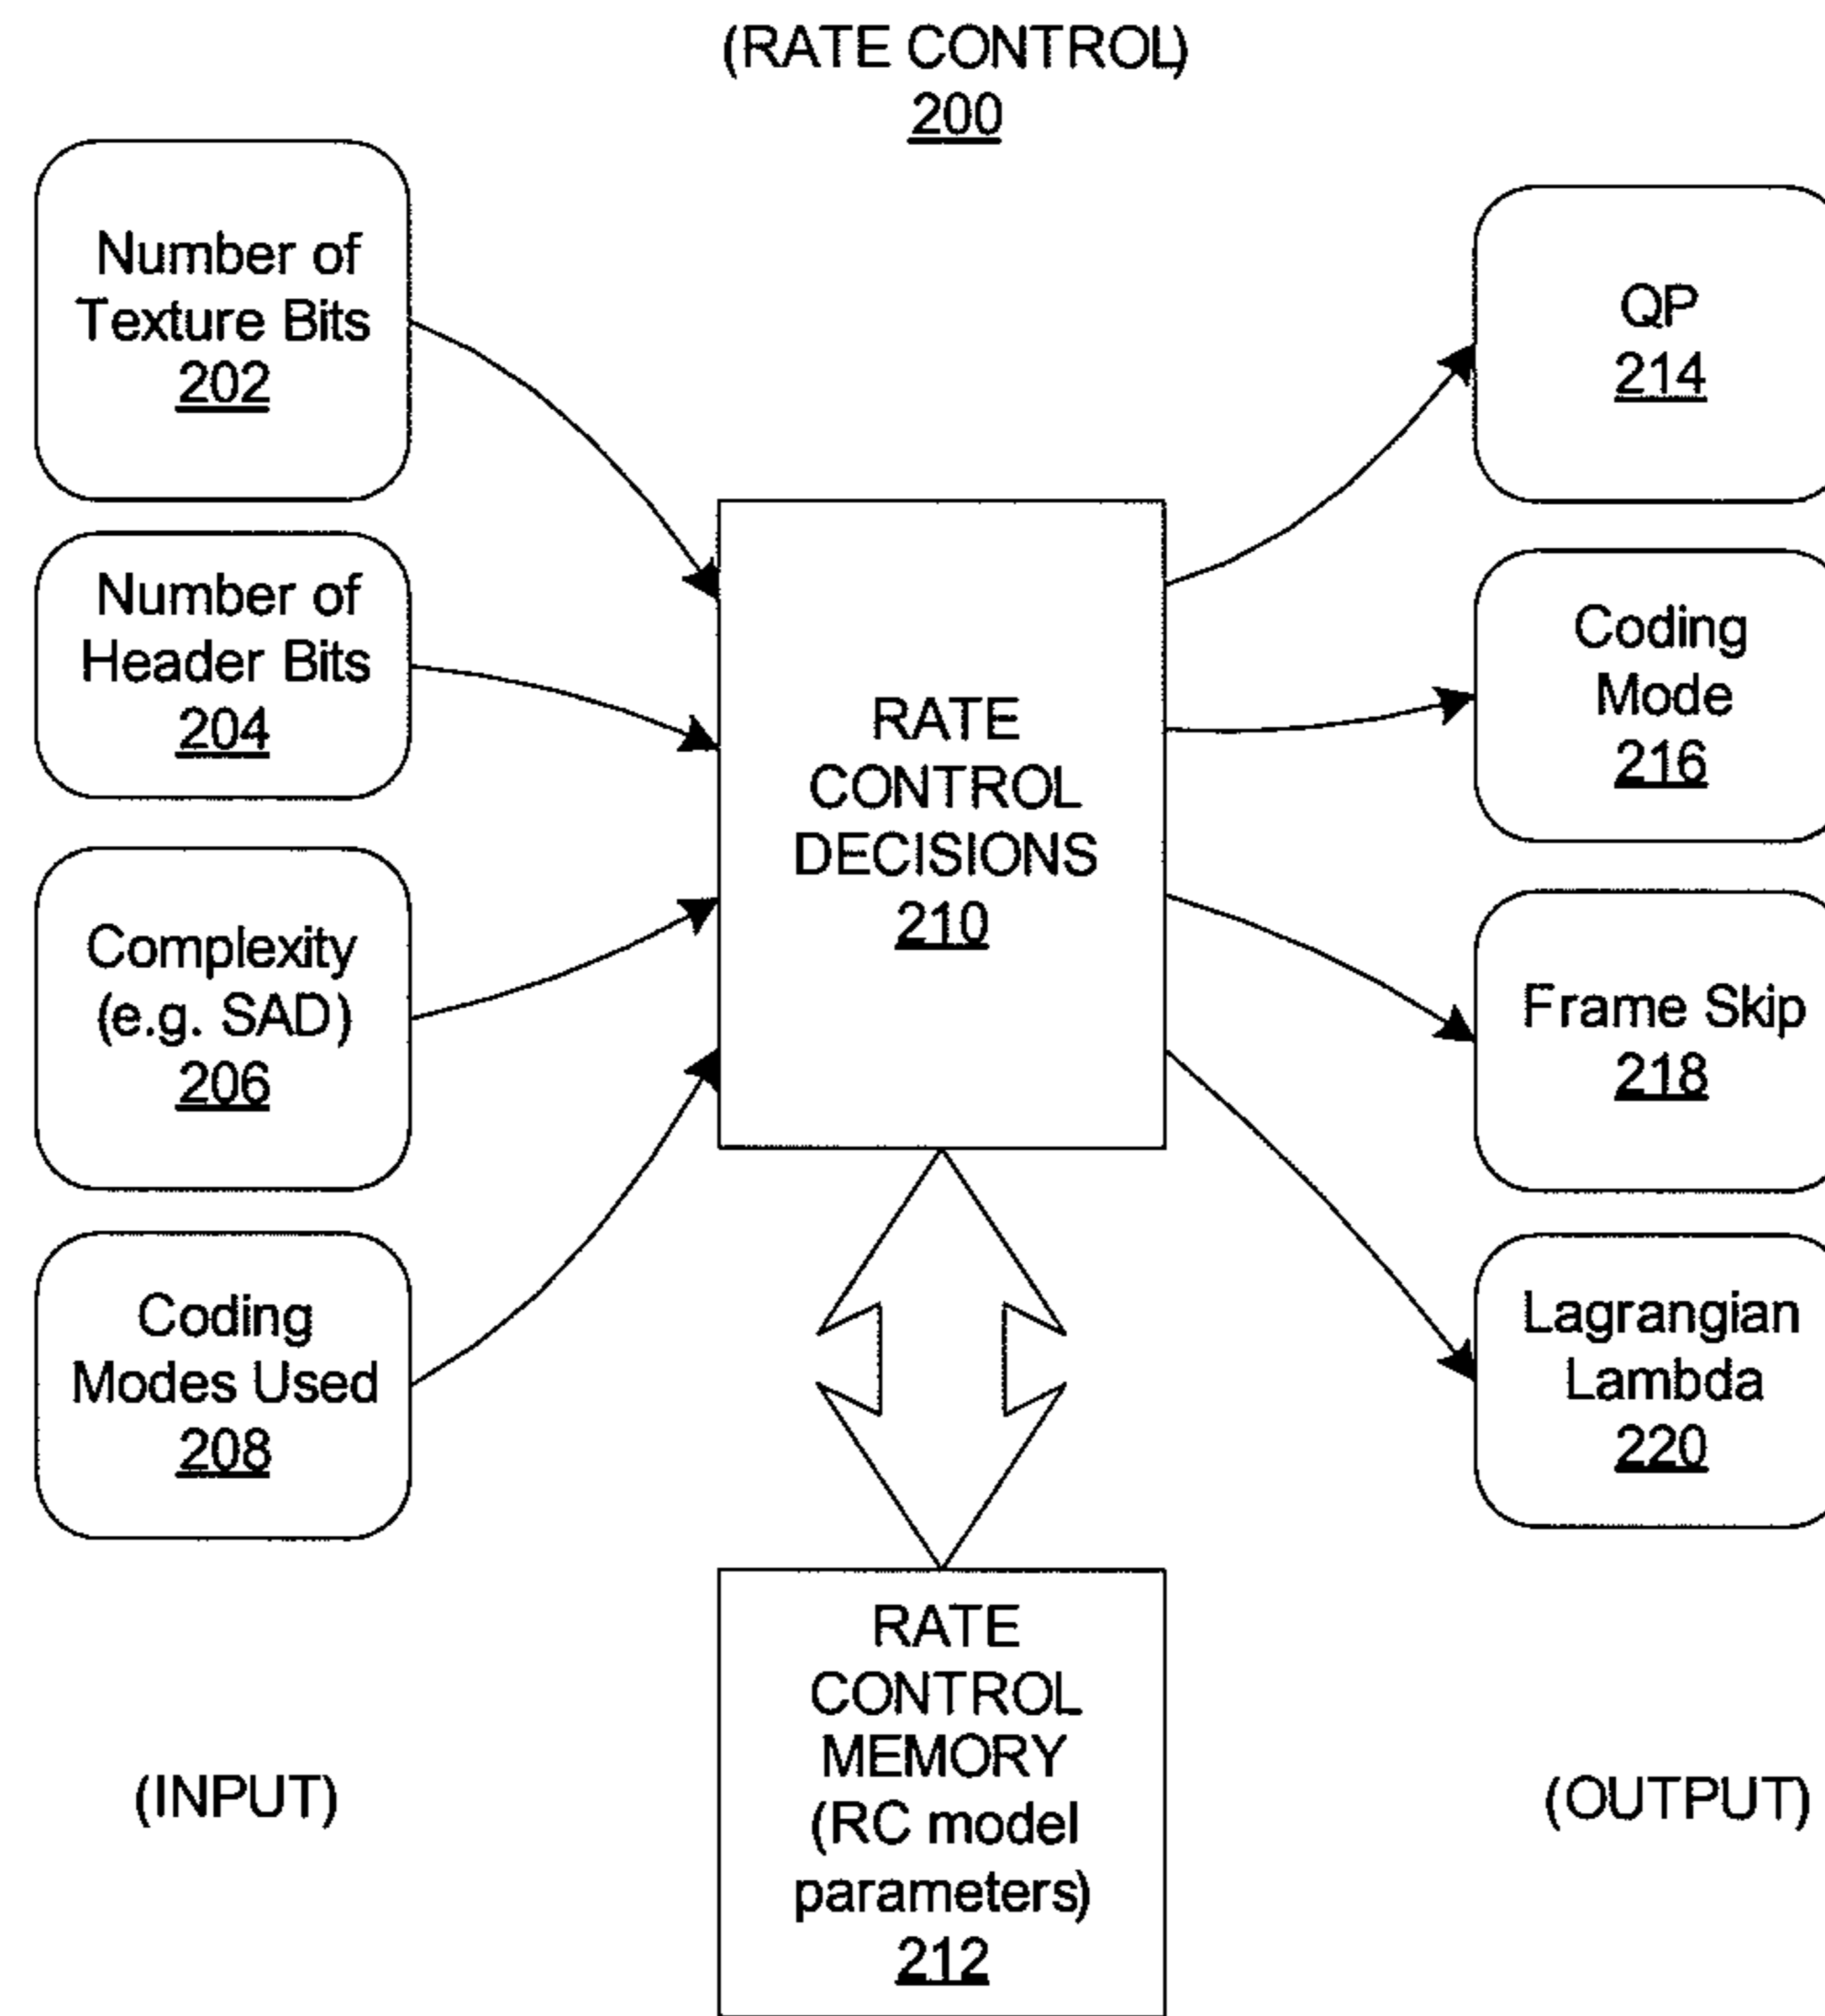 (RATE CONTROL)
200
Number of
Texture Bits
202
Number of
Header Bits
204
Complexity
(e.g. SAD)
206
Coding
Modes Used
208
(INPUT)
RATE
CONTROL
DECISIONS
210
RATE
CONTROL
MEMORY
(RC model
parameters)
212
QP
214
Coding
Mode
216
Frame Skip
218
Lagrangian
Lambda
220
(OUTPUT)